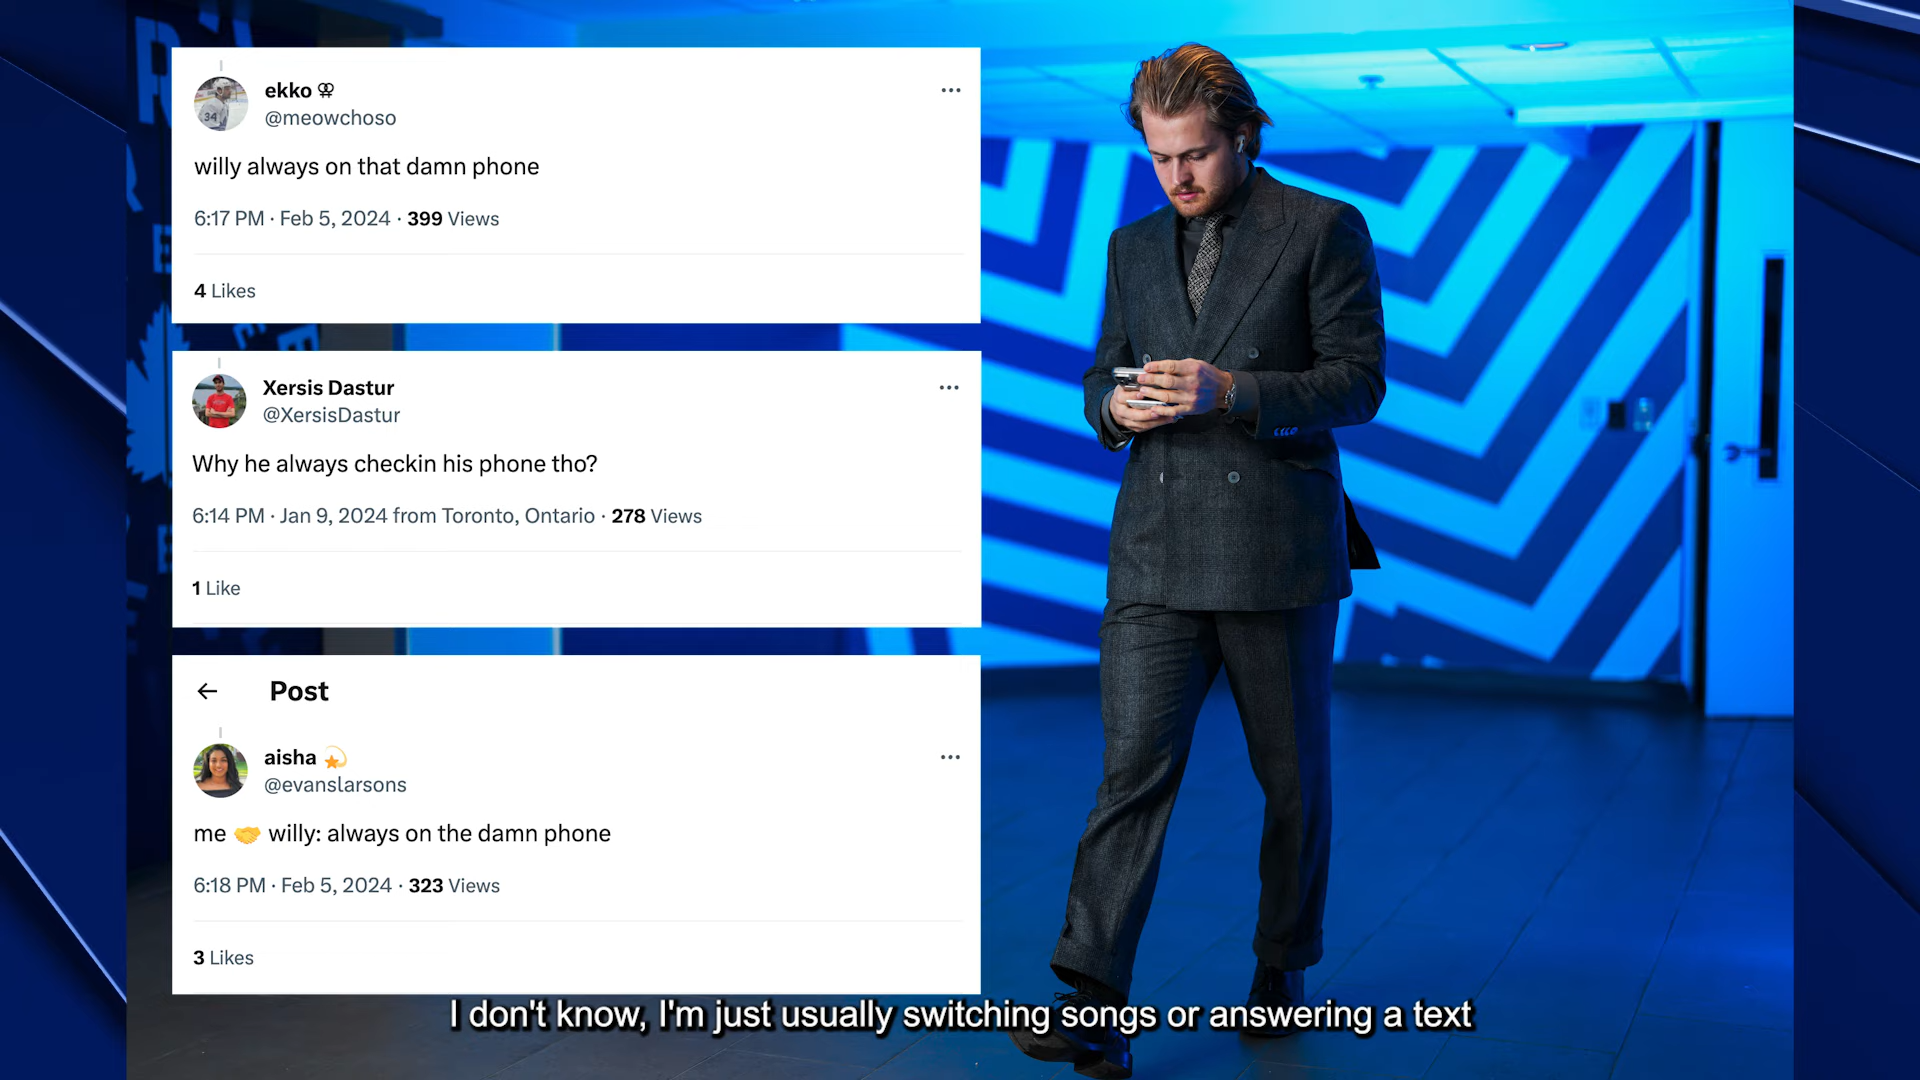 ekko
@meowchoso
willy always on that damn phone
6:17 PM · Feb 5, 2024 · 399 Views
4 Likes
34
Xersis Dastur
@XersisDastur
Why he always checkin his phone tho?
6:14 PM · Jan 9, 2024 from Toronto, Ontario · 278 Views
1 Like
← Post
aisha 💫
@evanslarsons
me 🤝 willy: always on the damn phone
6:18 PM · Feb 5, 2024 · 323 Views
3 Likes
I don't know, I'm just usually switching songs or answering a text